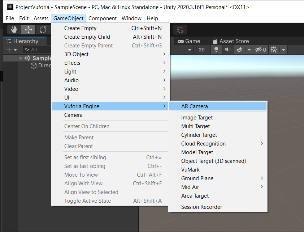 ProjectVuforia - SampleScene - PC, Mac & Linux Standalone - Unity 2020.3.13f1 Personal* <DX11>
File Edit Assets GameObject Component Window Help
Hierarchy
Game Asset Store
Create Empty Ctrl+Shift+N
Create Empty Child Alt+Shift+N
Create Empty Parent Ctrl+Shift+G
3D Object
Effects
Light
Audio
Video
UI
Vuforia Engine
Camera
Center On Children
Make Parent
Clear Parent
Set as first sibling Ctrl+=
Set as last sibling Ctrl+-
Move To View Ctrl+Alt+F
Align With View Ctrl+Shift+F
Align View to Selected
Toggle Active State Alt+Shift+A
AR Camera
Image Target
Multi Target
Cylinder Target
Cloud Recognition
Model Target
Object Target (3D scanned)
VuMark
Ground Plane
Mid Air
Area Target
Session Recorder